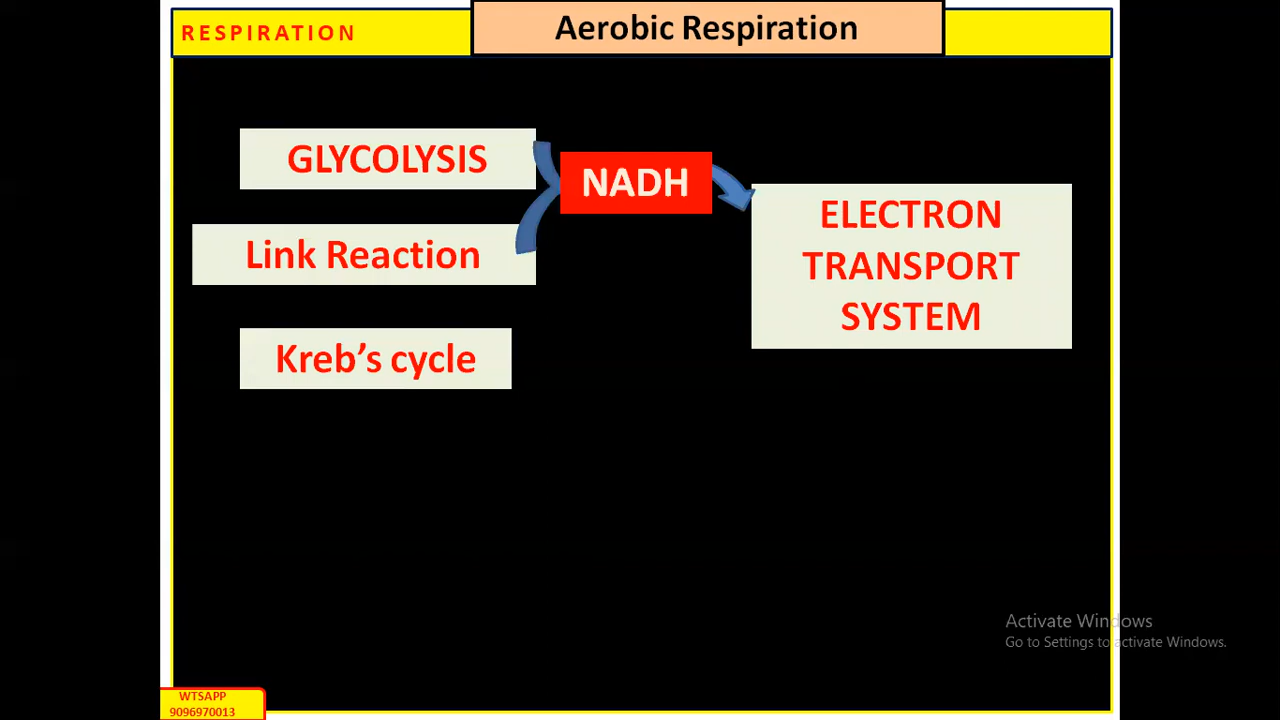 RESPIRATION
Aerobic Respiration
GLYCOLYSIS
NADH
Link Reaction
ELECTRON
TRANSPORT
SYSTEM
Kreb’s cycle
Activate Windows
Go to Settings to activate Windows.
WTSAPP
9096970013